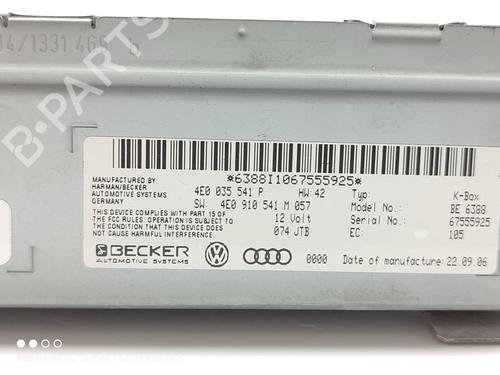 04/1331 466 4
B-PARTS
*6388I1067555925*
MANUFACTURED BY:
HARMAN/BECKER
AUTOMOTIVE SYSTEMS
GERMANY
4E0 035 541 P HW: 42 Typ: K-Box
SW: 4E0 910 541 M 057 Model No.: BE 6388
THIS DEVICE COMPLIES WITH PART 15 OF
THE FCC RULES. OPERATION IS SUBJECT
TO THE CONDITION THAT THIS DEVICE
DOES NOT CAUSE HARMFUL INTERFERENCE
12 Volt Serial No.: 67555925
074 JTB EC: 105
BECKER
AUTOMOTIVE SYSTEMS
0000 Date of manufacture: 22.09.06